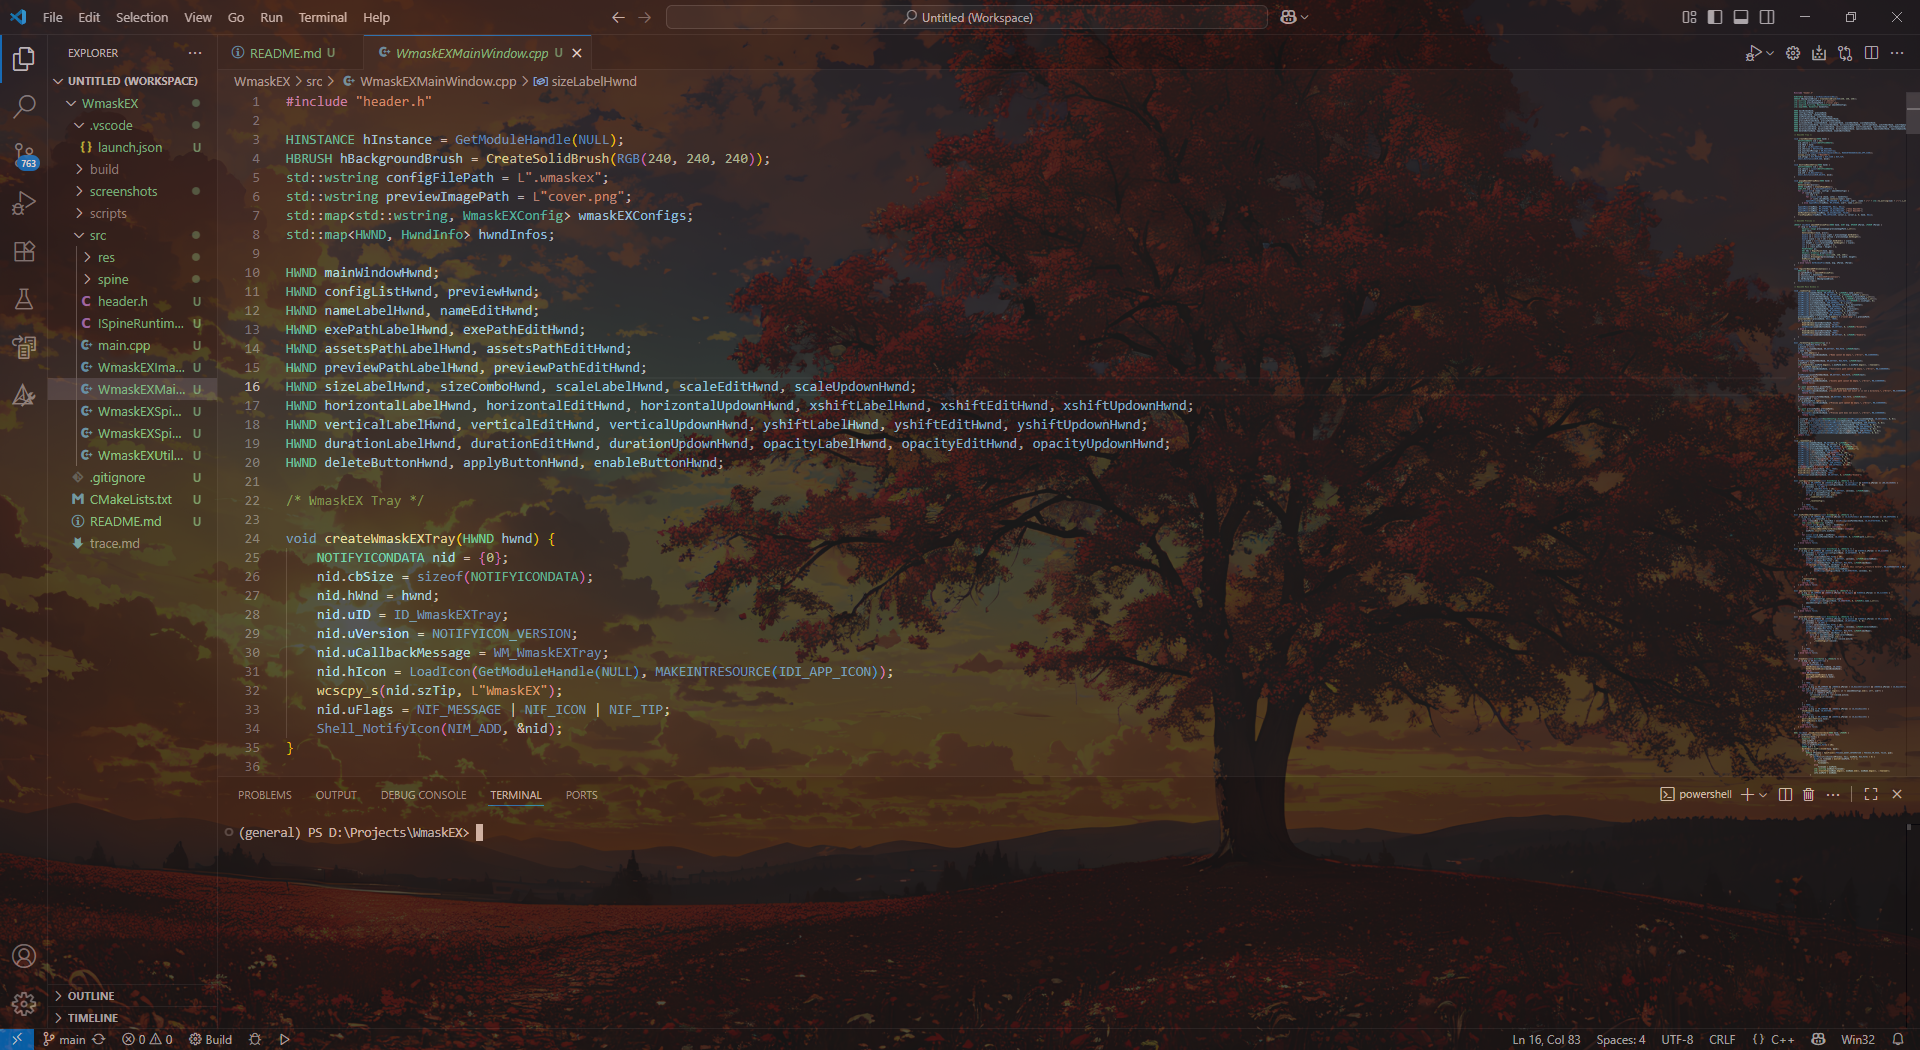 File Edit Selection View Go Run Terminal Help
Untitled (Workspace)
EXPLORER
UNTITLED (WORKSPACE)
WmaskEX
.vscode
{} launch.json U
build
screenshots
scripts
src
res
spine
C header.h U
C ISpineRuntim... U
main.cpp U
WmaskEXIma... U
WmaskEXMai... U
WmaskEXSpi... U
WmaskEXSpi... U
WmaskEXUtil... U
.gitignore U
M CMakeLists.txt U
README.md U
trace.md
763
OUTLINE
TIMELINE
README.md U
WmaskEXMainWindow.cpp U
WmaskEX > src > WmaskEXMainWindow.cpp > sizeLabelHwnd
1 #include "header.h"
2
3 HINSTANCE hInstance = GetModuleHandle(NULL);
4 HBRUSH hBackgroundBrush = CreateSolidBrush(RGB(240, 240, 240));
5 std::wstring configFilePath = L".wmaskex";
6 std::wstring previewImagePath = L"cover.png";
7 std::map<std::wstring, WmaskEXConfig> wmaskEXConfigs;
8 std::map<HWND, HwndInfo> hwndInfos;
9
10 HWND mainWindowHwnd;
11 HWND configListHwnd, previewHwnd;
12 HWND nameLabelHwnd, nameEditHwnd;
13 HWND exePathLabelHwnd, exePathEditHwnd;
14 HWND assetsPathLabelHwnd, assetsPathEditHwnd;
15 HWND previewPathLabelHwnd, previewPathEditHwnd;
16 HWND sizeLabelHwnd, sizeComboHwnd, scaleLabelHwnd, scaleEditHwnd, scaleUpdownHwnd;
17 HWND horizontalLabelHwnd, horizontalEditHwnd, horizontalUpdownHwnd, xshiftLabelHwnd, xshiftEditHwnd, xshiftUpdownHwnd;
18 HWND verticalLabelHwnd, verticalEditHwnd, verticalUpdownHwnd, yshiftLabelHwnd, yshiftEditHwnd, yshiftUpdownHwnd;
19 HWND durationLabelHwnd, durationEditHwnd, durationUpdownHwnd, opacityLabelHwnd, opacityEditHwnd, opacityUpdownHwnd;
20 HWND deleteButtonHwnd, applyButtonHwnd, enableButtonHwnd;
21
22 /* WmaskEX Tray */
23
24 void createWmaskEXTray(HWND hwnd) {
25 NOTIFYICONDATA nid = {0};
26 nid.cbSize = sizeof(NOTIFYICONDATA);
27 nid.hWnd = hwnd;
28 nid.uID = ID_WmaskEXTray;
29 nid.uVersion = NOTIFYICON_VERSION;
30 nid.uCallbackMessage = WM_WmaskEXTray;
31 nid.hIcon = LoadIcon(GetModuleHandle(NULL), MAKEINTRESOURCE(IDI_APP_ICON));
32 wcscpy_s(nid.szTip, L"WmaskEX");
33 nid.uFlags = NIF_MESSAGE | NIF_ICON | NIF_TIP;
34 Shell_NotifyIcon(NIM_ADD, &nid);
35 }
36
PROBLEMS OUTPUT DEBUG CONSOLE TERMINAL PORTS
powershell
(general) PS D:\Projects\WmaskEX>
main 0 0 Build
Ln 16, Col 83 Spaces: 4 UTF-8 CRLF {} C++ Win32